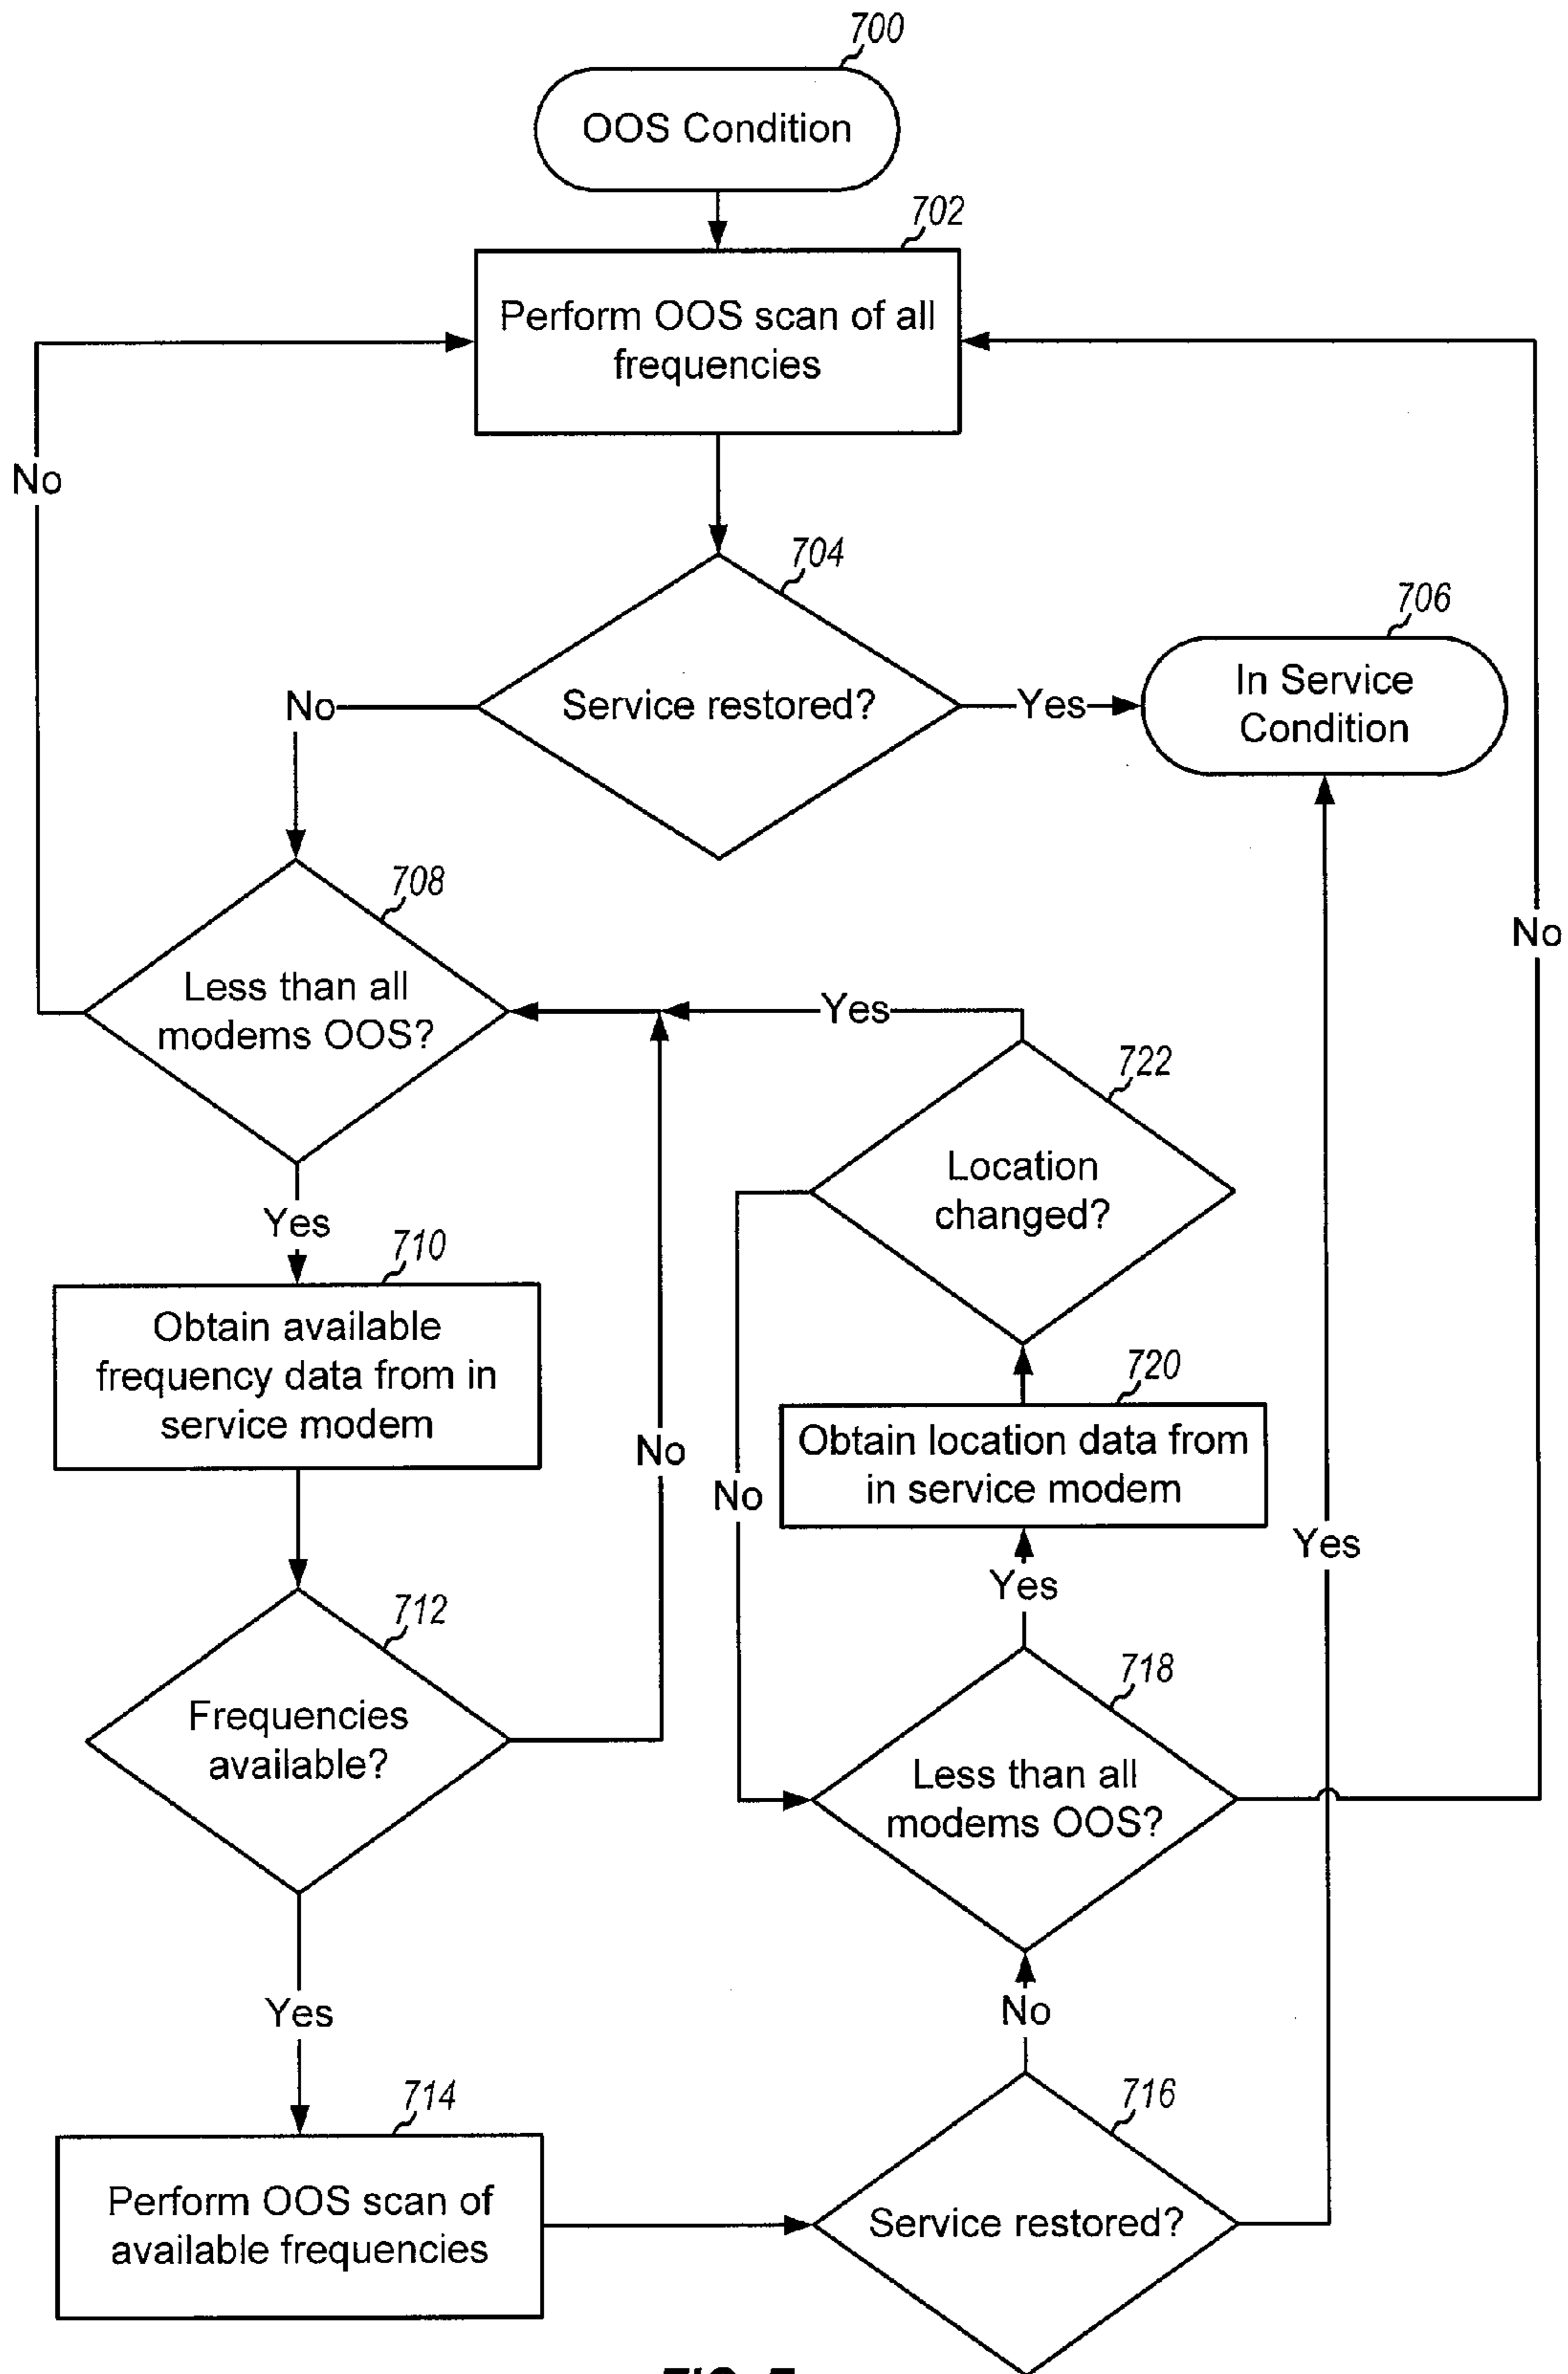 700
OOS Condition
702
Perform OOS scan of all
frequencies
No
704
Service restored?
No
Yes
706
In Service
Condition
708
Less than all
modems OOS?
No
Yes
722
Location
changed?
Yes
710
Obtain available
frequency data from in
service modem
No
No
720
Obtain location data from
in service modem
Yes
Yes
712
Frequencies
available?
718
Less than all
modems OOS?
Yes
No
714
Perform OOS scan of
available frequencies
716
Service restored?